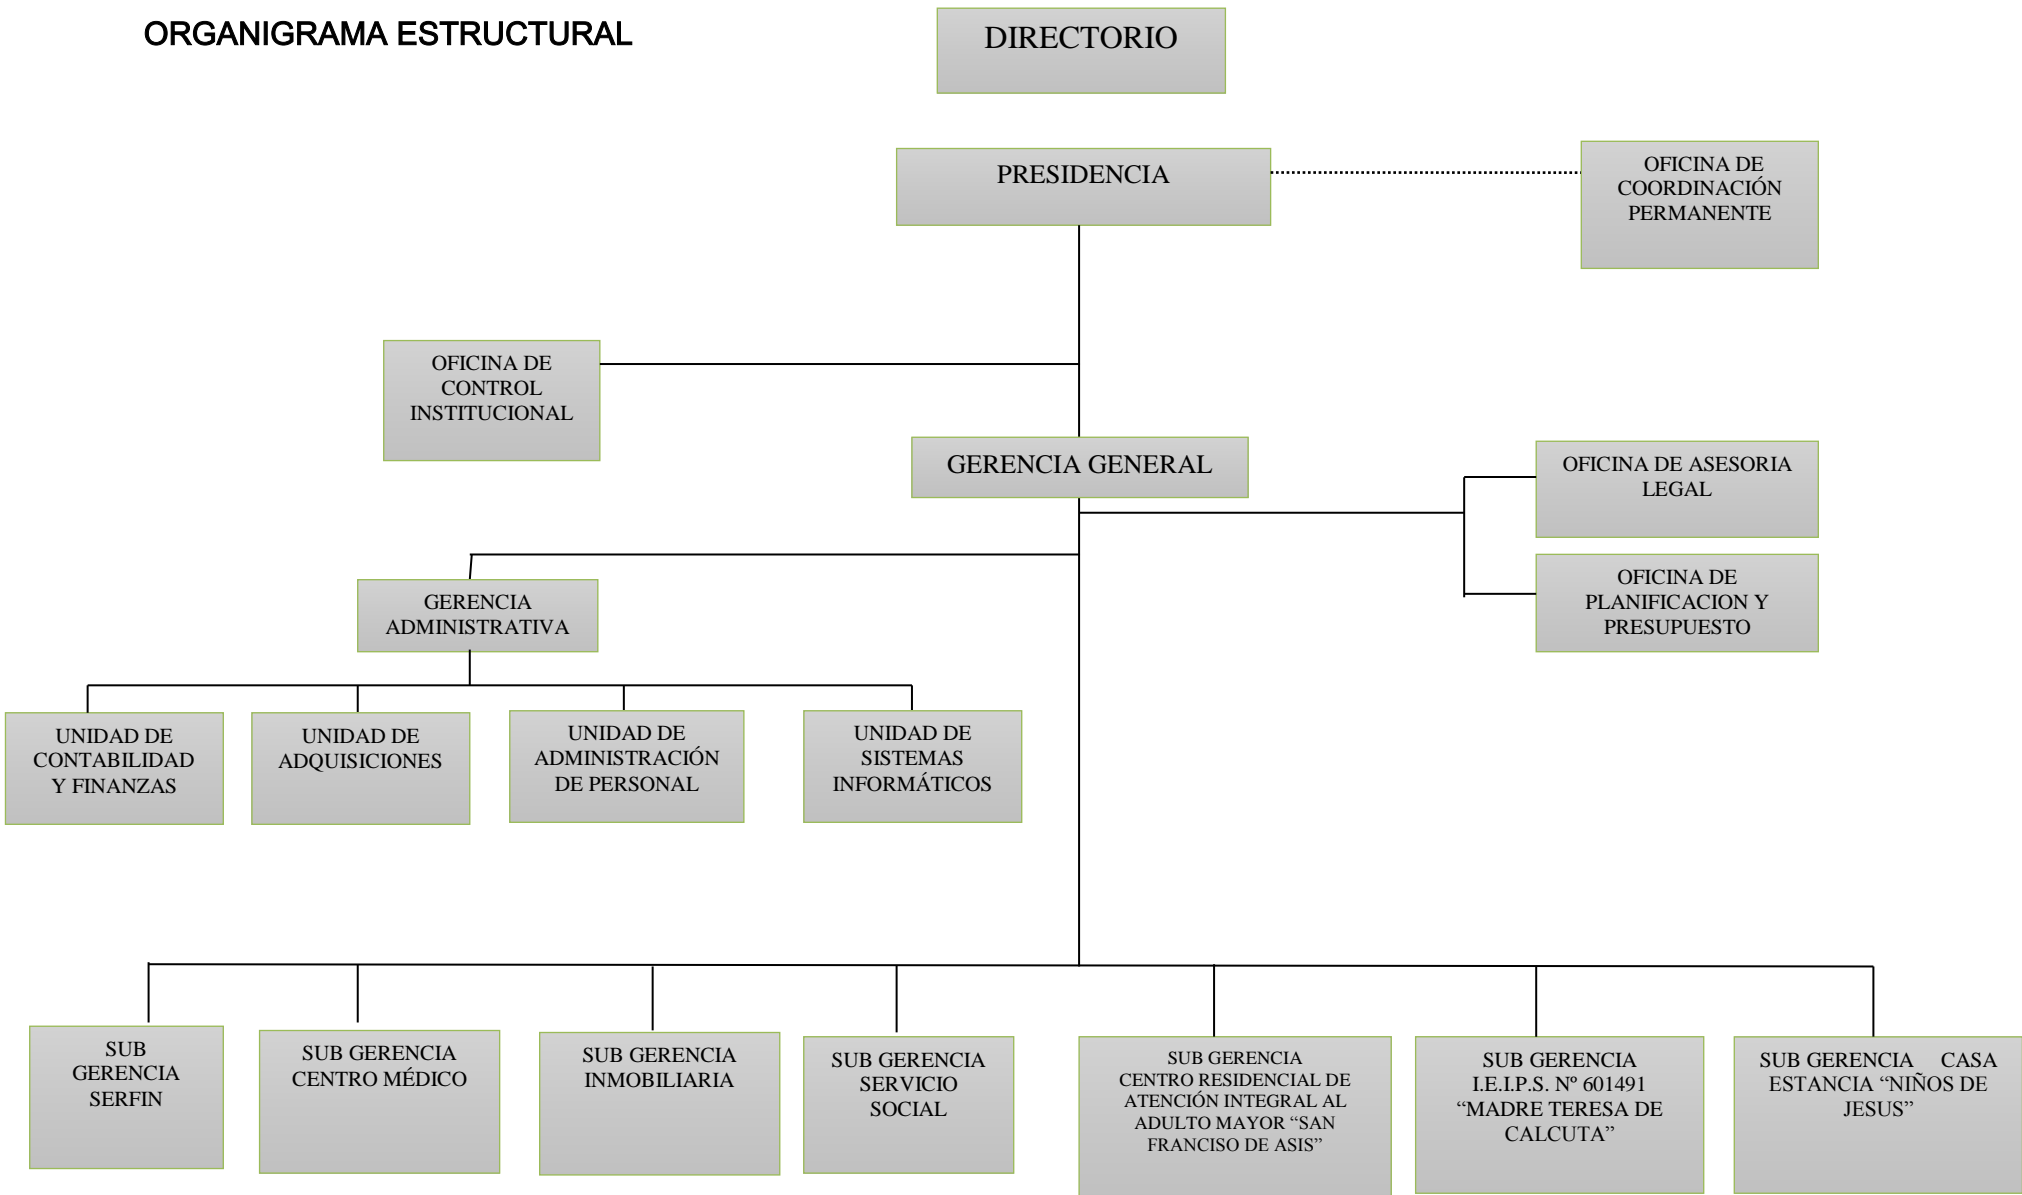 ORGANIGRAMA ESTRUCTURAL
DIRECTORIO
PRESIDENCIA
OFICINA DE
COORDINACIÓN
PERMANENTE
OFICINA DE
CONTROL
INSTITUCIONAL
GERENCIA GENERAL
OFICINA DE ASESORIA
LEGAL
OFICINA DE
PLANIFICACION Y
PRESUPUESTO
GERENCIA
ADMINISTRATIVA
UNIDAD DE
CONTABILIDAD
Y FINANZAS
UNIDAD DE
ADQUISICIONES
UNIDAD DE
ADMINISTRACIÓN
DE PERSONAL
UNIDAD DE
SISTEMAS
INFORMÁTICOS
SUB
GERENCIA
SERFIN
SUB GERENCIA
CENTRO MÉDICO
SUB GERENCIA
INMOBILIARIA
SUB GERENCIA
SERVICIO
SOCIAL
SUB GERENCIA
CENTRO RESIDENCIAL DE
ATENCIÓN INTEGRAL AL
ADULTO MAYOR “SAN
FRANCISO DE ASIS”
SUB GERENCIA
I.E.I.P.S. Nº 601491
“MADRE TERESA DE
CALCUTA”
SUB GERENCIA CASA
ESTANCIA “NIÑOS DE
JESUS”